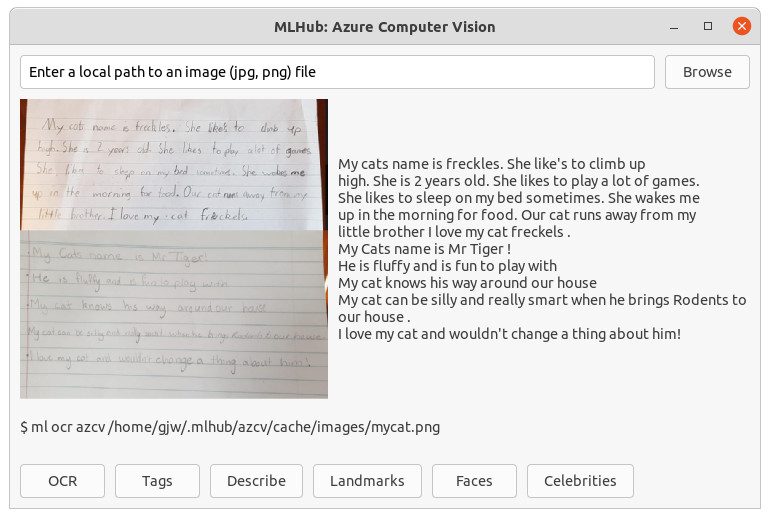 MLHub: Azure Computer Vision
Enter a local path to an image (jpg, png) file
Browse
My cat name is freckles. She like's to climb up
high. She is 2 years old. She likes to play alot of games.
She likes to sleep on my bed sometimes. She wakes me
up in the morning for food. Our cat runs away from my
little brother. I love my cat freckels.
My Cats name is Mr Tiger!
He is fluffy and is fun to play with
My cat knows his way around our house
My cat can be silly and really smart when he brings Rodents to our house
I love my cat and wouldn't change a thing about him!
My cats name is freckles. She like's to climb up
high. She is 2 years old. She likes to play a lot of games.
She likes to sleep on my bed sometimes. She wakes me
up in the morning for food. Our cat runs away from my
little brother I love my cat freckels .
My Cats name is Mr Tiger !
He is fluffy and is fun to play with
My cat knows his way around our house
My cat can be silly and really smart when he brings Rodents to
our house .
I love my cat and wouldn't change a thing about him!
$ ml ocr azcv /home/gjw/.mlhub/azcv/cache/images/mycat.png
OCR
Tags
Describe
Landmarks
Faces
Celebrities